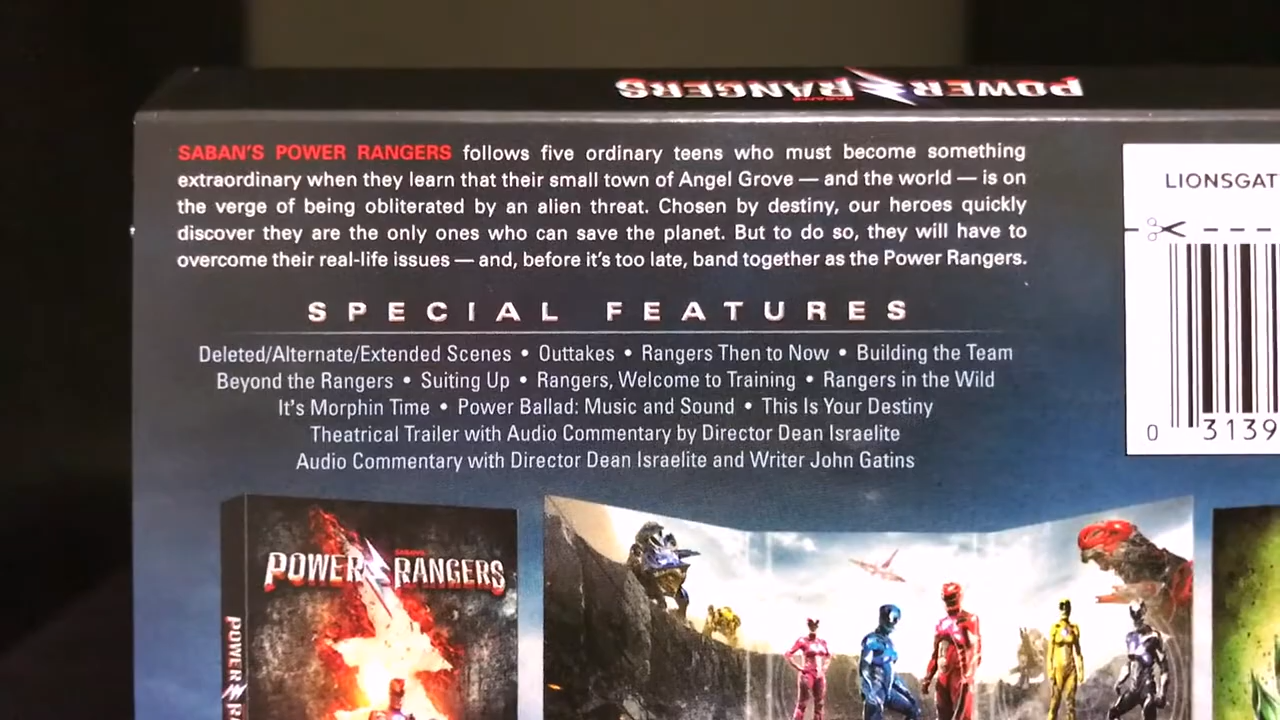 POWER RANGERS
SABAN'S
SABAN'S POWER RANGERS follows five ordinary teens who must become something
extraordinary when they learn that their small town of Angel Grove — and the world — is on
the verge of being obliterated by an alien threat. Chosen by destiny, our heroes quickly
discover they are the only ones who can save the planet. But to do so, they will have to
overcome their real-life issues — and, before it's too late, band together as the Power Rangers.
LIONSGAT
SPECIAL FEATURES
Deleted/Alternate/Extended Scenes • Outtakes • Rangers Then to Now • Building the Team
Beyond the Rangers • Suiting Up • Rangers, Welcome to Training • Rangers in the Wild
It's Morphin Time • Power Ballad: Music and Sound • This Is Your Destiny
Theatrical Trailer with Audio Commentary by Director Dean Israelite
Audio Commentary with Director Dean Israelite and Writer John Gatins
0 3139
SABAN'S
POWER RANGERS
POWER R